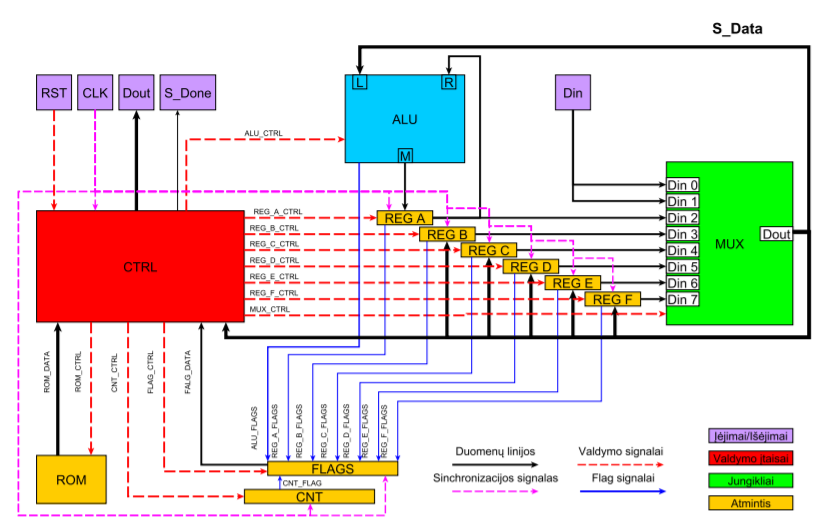 S_Data
RST
CLK
Dout
S_Done
L
R
ALU
M
Din
ALU_CTRL
Din 0
Din 1
Din 2
Din 3
Din 4
Din 5
Din 6
Din 7
MUX
Dout
CTRL
REG_A_CTRL
REG_B_CTRL
REG_C_CTRL
REG_D_CTRL
REG_E_CTRL
REG_F_CTRL
MUX_CTRL
REG A
REG B
REG C
REG D
REG E
REG F
ROM_DATA
ROM_CTRL
CNT_CTRL
FLAG_CTRL
FALG_DATA
ALU_FLAGS
REG_A_FLAGS
REG_B_FLAGS
REG_C_FLAGS
REG_D_FLAGS
REG_E_FLAGS
REG_F_FLAGS
ROM
FLAGS
CNT_FLAG
CNT
Duomenų linijos
Valdymo signalai
Sinchronizacijos signalas
Flag signalai
Įėjimai/Išėjimai
Valdymo įtaisai
Jungikliai
Atmintis